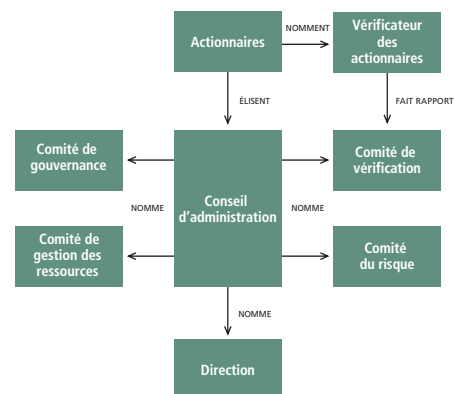 Actionnaires
NOMMENT
Vérificateur
des
actionnaires
ÉLISENT
FAIT RAPPORT
Comité de
gouvernance
Conseil
d'administration
Comité de
vérification
NOMME
NOMME
Comité de
gestion des
ressources
Comité
du risque
NOMME
Direction